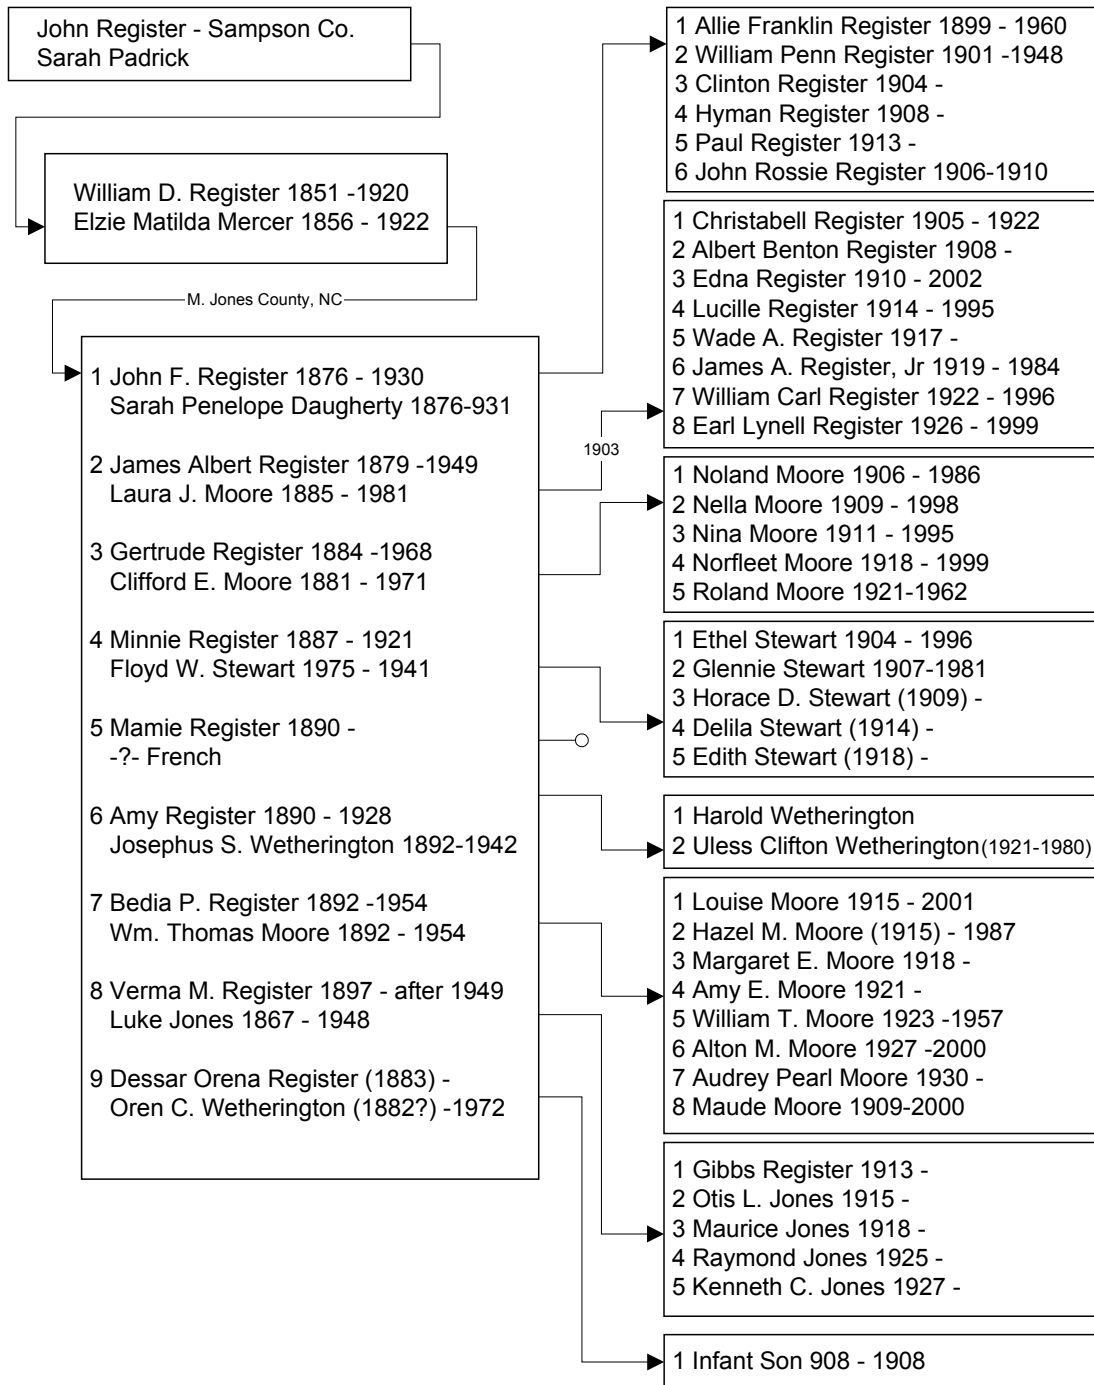 John Register - Sampson Co.
Sarah Padrick
William D. Register 1851 -1920
Elzie Matilda Mercer 1856 - 1922
M. Jones County, NC
1 John F. Register 1876 - 1930
Sarah Penelope Daugherty 1876-931
2 James Albert Register 1879 -1949
Laura J. Moore 1885 - 1981
3 Gertrude Register 1884 -1968
Clifford E. Moore 1881 - 1971
4 Minnie Register 1887 - 1921
Floyd W. Stewart 1975 - 1941
5 Mamie Register 1890 -
-?- French
6 Amy Register 1890 - 1928
Josephus S. Wetherington 1892-1942
7 Bedia P. Register 1892 -1954
Wm. Thomas Moore 1892 - 1954
8 Verma M. Register 1897 - after 1949
Luke Jones 1867 - 1948
9 Dessar Orena Register (1883) -
Oren C. Wetherington (1882?) -1972
1903
1 Allie Franklin Register 1899 - 1960
2 William Penn Register 1901 -1948
3 Clinton Register 1904 -
4 Hyman Register 1908 -
5 Paul Register 1913 -
6 John Rossie Register 1906-1910
1 Christabell Register 1905 - 1922
2 Albert Benton Register 1908 -
3 Edna Register 1910 - 2002
4 Lucille Register 1914 - 1995
5 Wade A. Register 1917 -
6 James A. Register, Jr 1919 - 1984
7 William Carl Register 1922 - 1996
8 Earl Lynell Register 1926 - 1999
1 Noland Moore 1906 - 1986
2 Nella Moore 1909 - 1998
3 Nina Moore 1911 - 1995
4 Norfleet Moore 1918 - 1999
5 Roland Moore 1921-1962
1 Ethel Stewart 1904 - 1996
2 Glennie Stewart 1907-1981
3 Horace D. Stewart (1909) -
4 Delila Stewart (1914) -
5 Edith Stewart (1918) -
1 Harold Wetherington
2 Uless Clifton Wetherington(1921-1980)
1 Louise Moore 1915 - 2001
2 Hazel M. Moore (1915) - 1987
3 Margaret E. Moore 1918 -
4 Amy E. Moore 1921 -
5 William T. Moore 1923 -1957
6 Alton M. Moore 1927 -2000
7 Audrey Pearl Moore 1930 -
8 Maude Moore 1909-2000
1 Gibbs Register 1913 -
2 Otis L. Jones 1915 -
3 Maurice Jones 1918 -
4 Raymond Jones 1925 -
5 Kenneth C. Jones 1927 -
1 Infant Son 908 - 1908